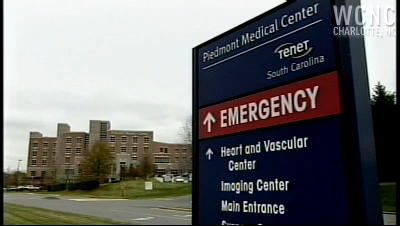 WCNC
CHARLOTTE, NC
Piedmont Medical Center
TENET
South Carolina
↑ EMERGENCY
↑ Heart and Vascular
Center
Imaging Center
Main Entrance